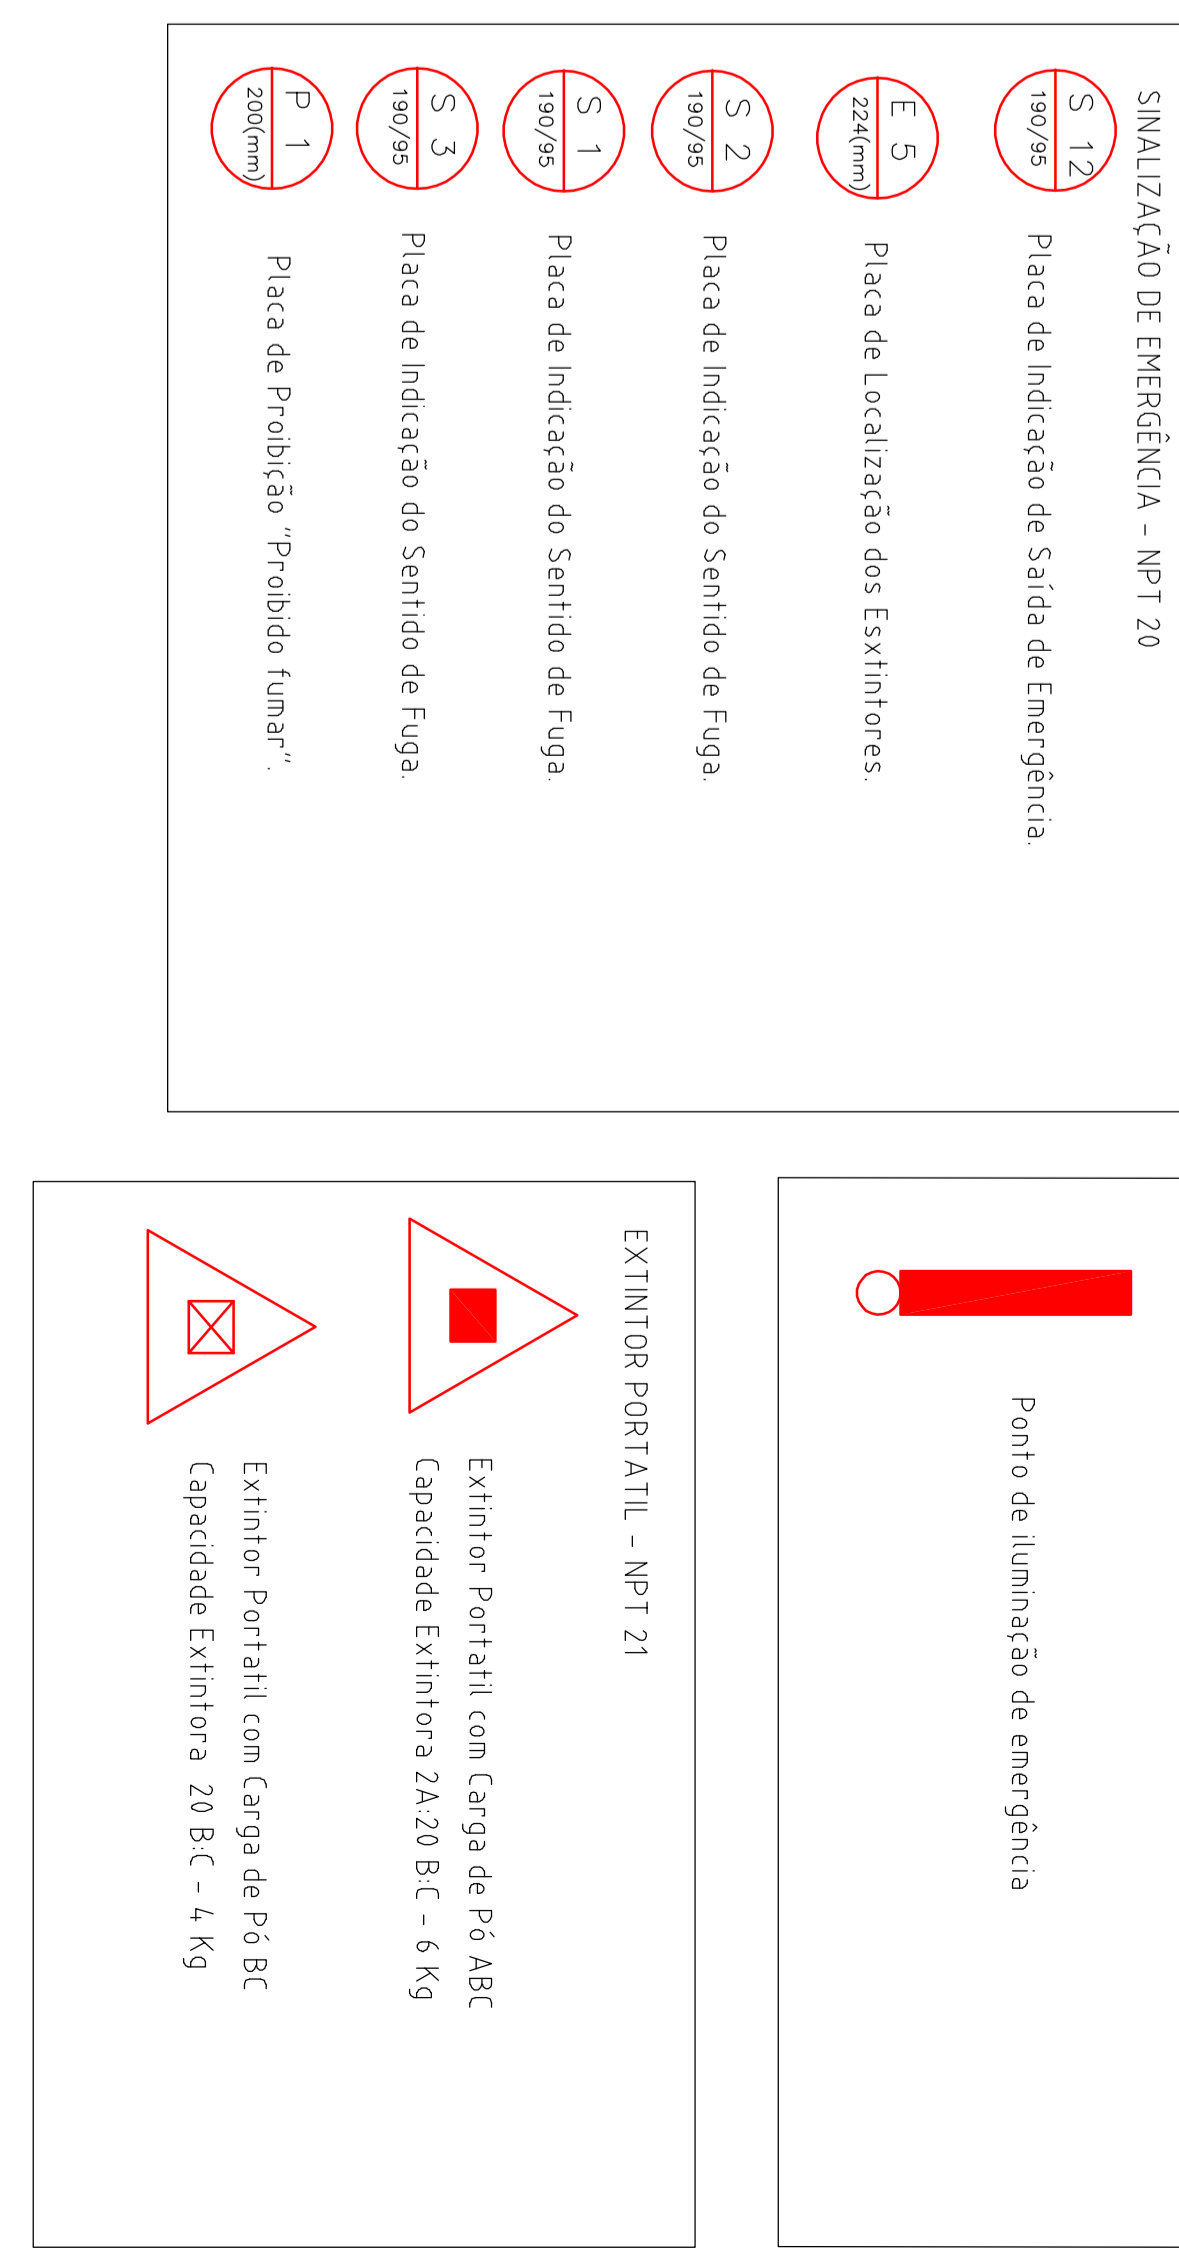 SINALIZAÇÃO DE EMERGÊNCIA - NPT 20
S 12
190/95
Placa de Indicação de Saída de Emergência.
E 5
224(mm)
Placa de Localização dos Esxtintores.
S 2
190/95
Placa de Indicação do Sentido de Fuga.
S 1
190/95
Placa de Indicação do Sentido de Fuga.
S 3
190/95
Placa de Indicação do Sentido de Fuga.
P 1
200(mm)
Placa de Proibição "Proibido fumar".
Ponto de iluminação de emergência
EXTINTOR PORTATIL - NPT 21
Extintor Portatil com Carga de Pó ABC
Capacidade Extintora 2A:20 B:C - 6 Kg
Extintor Portatil com Carga de Pó BC
Capacidade Extintora 20 B:C - 4 Kg